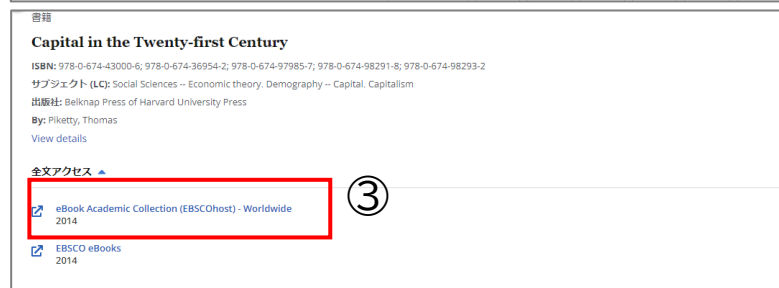 書籍
Capital in the Twenty-first Century
ISBN: 978-0-674-43000-6; 978-0-674-36954-2; 978-0-674-97985-7; 978-0-674-98291-8; 978-0-674-98293-2
サブジェクト (LC): Social Sciences -- Economic theory. Demography -- Capital. Capitalism
出版社: Belknap Press of Harvard University Press
By: Piketty, Thomas
View details
全文アクセス ▲
③
eBook Academic Collection (EBSCOhost) - Worldwide
2014
EBSCO eBooks
2014